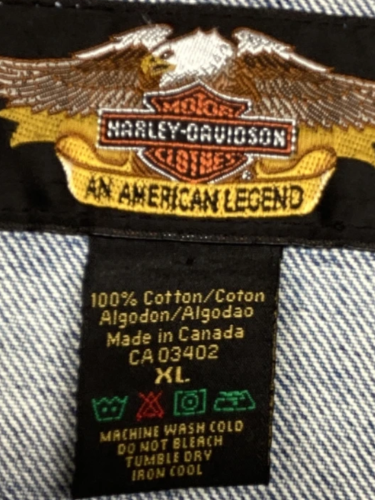 MOTOR
HARLEY-DAVIDSON
CLOTHES
®
AN AMERICAN LEGEND
100% Cotton/Coton
Algodon/Algodao
Made in Canada
CA 03402
XL
MACHINE WASH COLD
DO NOT BLEACH
TUMBLE DRY
IRON COOL